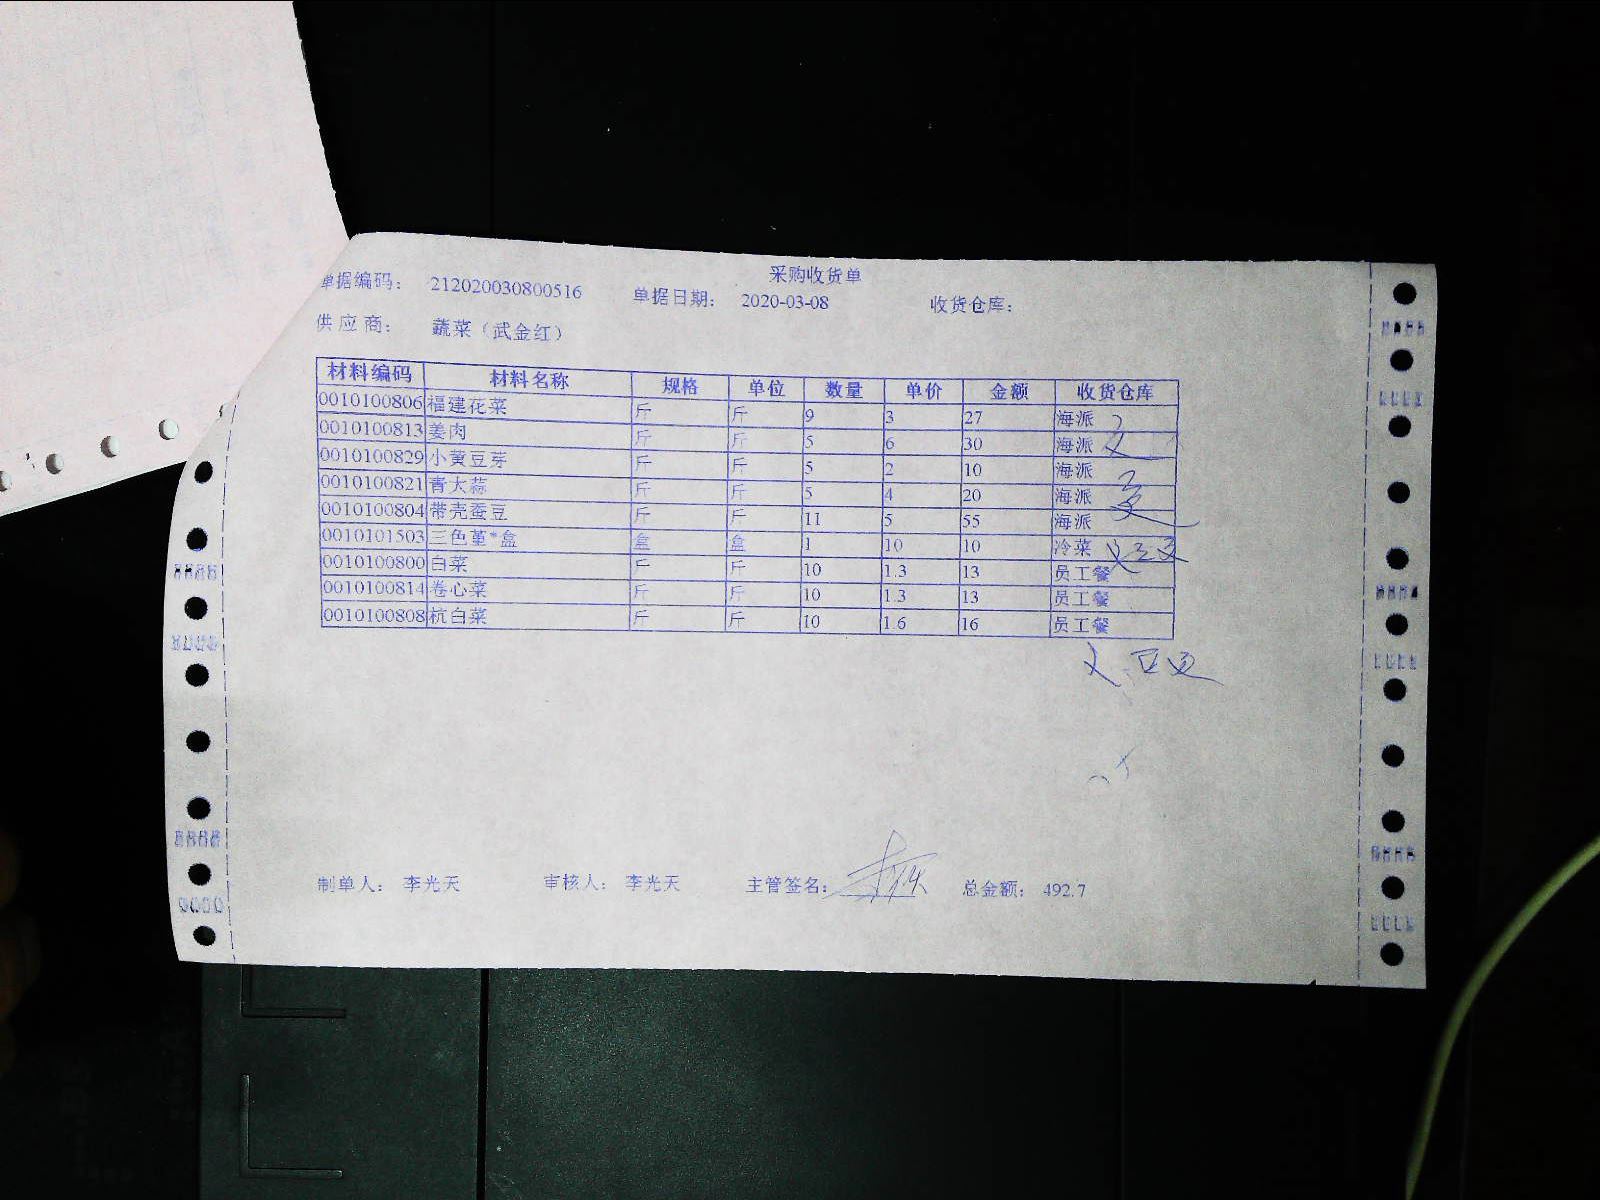 采购收货单
单据编码： 212020030800516 单据日期： 2020-03-08 收货仓库：
供应商： 蔬菜（武金红）
材料编码 材料名称 规格 单位 数量 单价 金额 收货仓库
0010100806 福建花菜 斤 斤 9 3 27 海派
0010100813 姜肉 斤 斤 5 6 30 海派
0010100829 小黄豆芽 斤 斤 5 2 10 海派
0010100821 青大蒜 斤 斤 5 4 20 海派
0010100804 带壳蚕豆 斤 斤 11 5 55 海派
0010101503 三色堇*盒 盒 盒 1 10 10 冷菜
0010100800 白菜 斤 斤 10 1.3 13 员工餐
0010100814 卷心菜 斤 斤 10 1.3 13 员工餐
0010100808 杭白菜 斤 斤 10 1.6 16 员工餐
制单人： 李光天 审核人： 李光天 主管签名： 总金额： 492.7